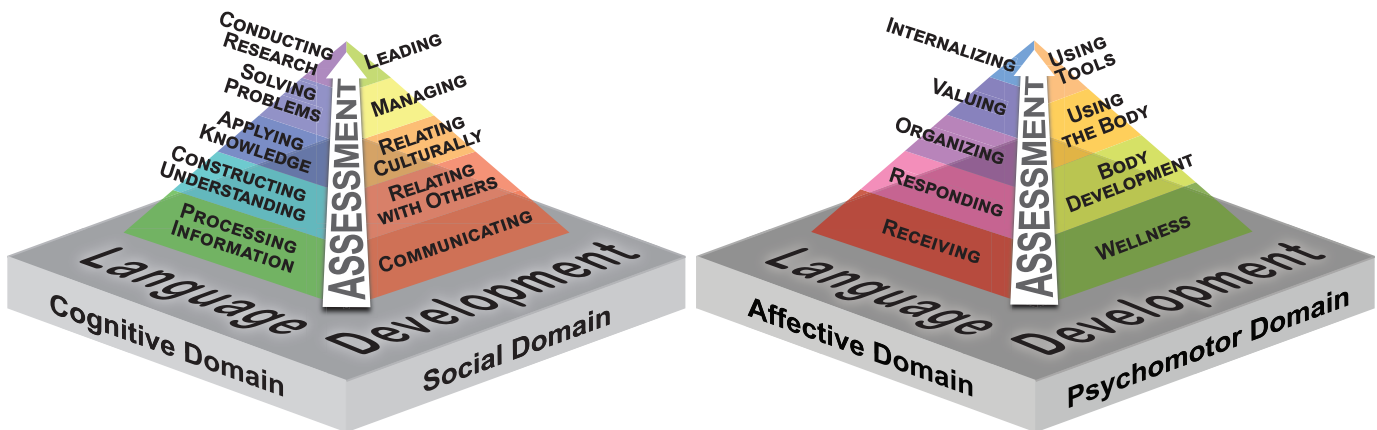 CONDUCTING
RESEARCH
SOLVING
PROBLEMS
APPLYING
KNOWLEDGE
CONSTRUCTING
UNDERSTANDING
PROCESSING
INFORMATION
ASSESSMENT
LEADING
MANAGING
RELATING
CULTURALLY
RELATING
WITH OTHERS
COMMUNICATING
Language
Development
Cognitive Domain
Social Domain
INTERNALIZING
VALUING
ORGANIZING
RESPONDING
RECEIVING
ASSESSMENT
USING
TOOLS
USING
THE BODY
BODY
DEVELOPMENT
WELLNESS
Language
Development
Affective Domain
Psychomotor Domain